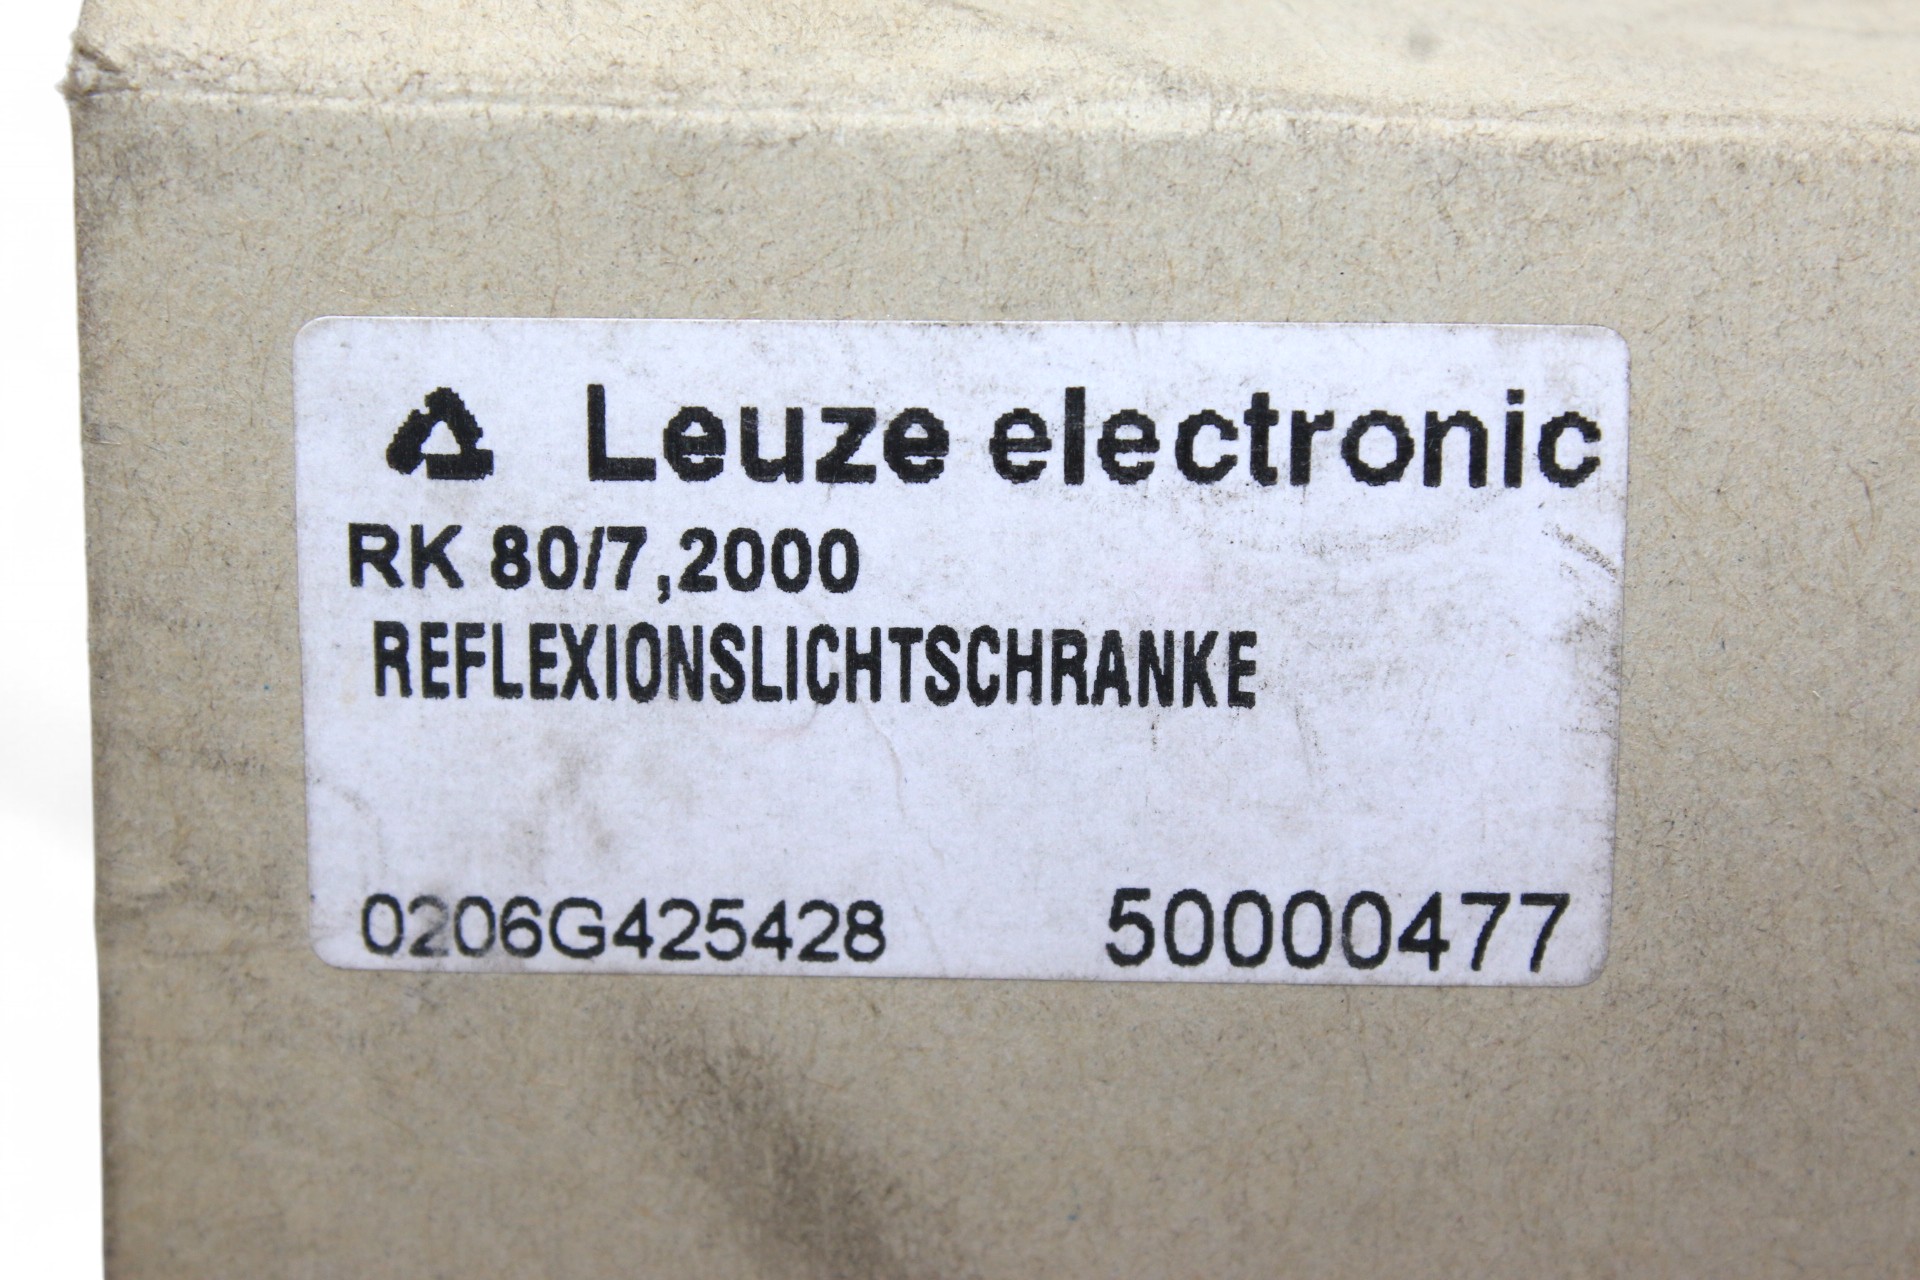 Leuze electronic
RK 80/7,2000
REFLEXIONSLICHTSCHRANKE
0206G425428 50000477